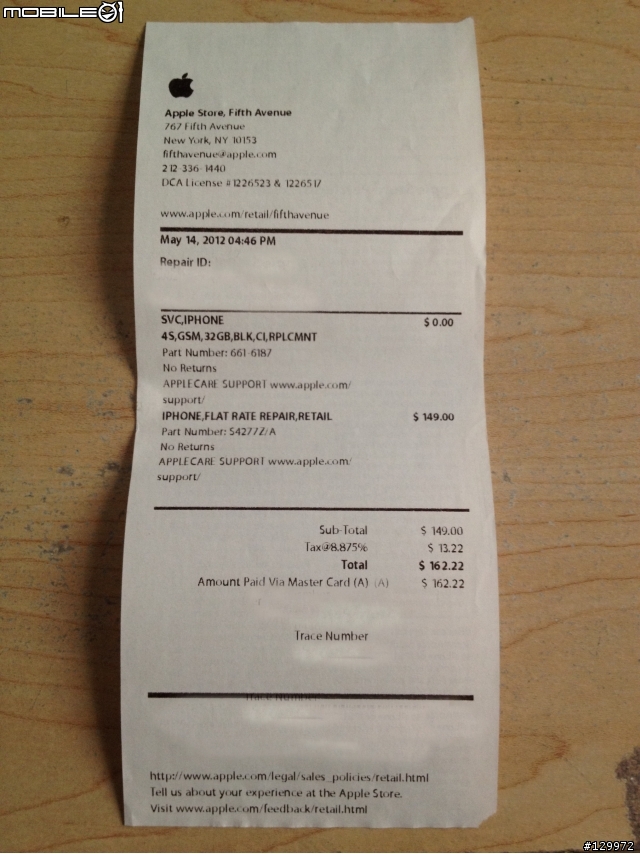 MOBILE01
Apple Store, Fifth Avenue
767 Fifth Avenue
New York, NY 10153
fifthavenue@apple.com
212-336-1440
DCA License #1226523 & 1226517
www.apple.com/retail/fifthavenue
May 14, 2012 04:46 PM
Repair ID:
SVC,IPHONE $ 0.00
4S,GSM,32GB,BLK,CI,RPLCMNT
Part Number: 661-6187
No Returns
APPLECARE SUPPORT www.apple.com/
support/
IPHONE,FLAT RATE REPAIR,RETAIL $ 149.00
Part Number: S4277Z/A
No Returns
APPLECARE SUPPORT www.apple.com/
support/
Sub-Total $ 149.00
Tax@8.875% $ 13.22
Total $ 162.22
Amount Paid Via Master Card (A) (A) $ 162.22
Trace Number
Trace Number
http://www.apple.com/legal/sales_policies/retail.html
Tell us about your experience at the Apple Store.
Visit www.apple.com/feedback/retail.html
#129972